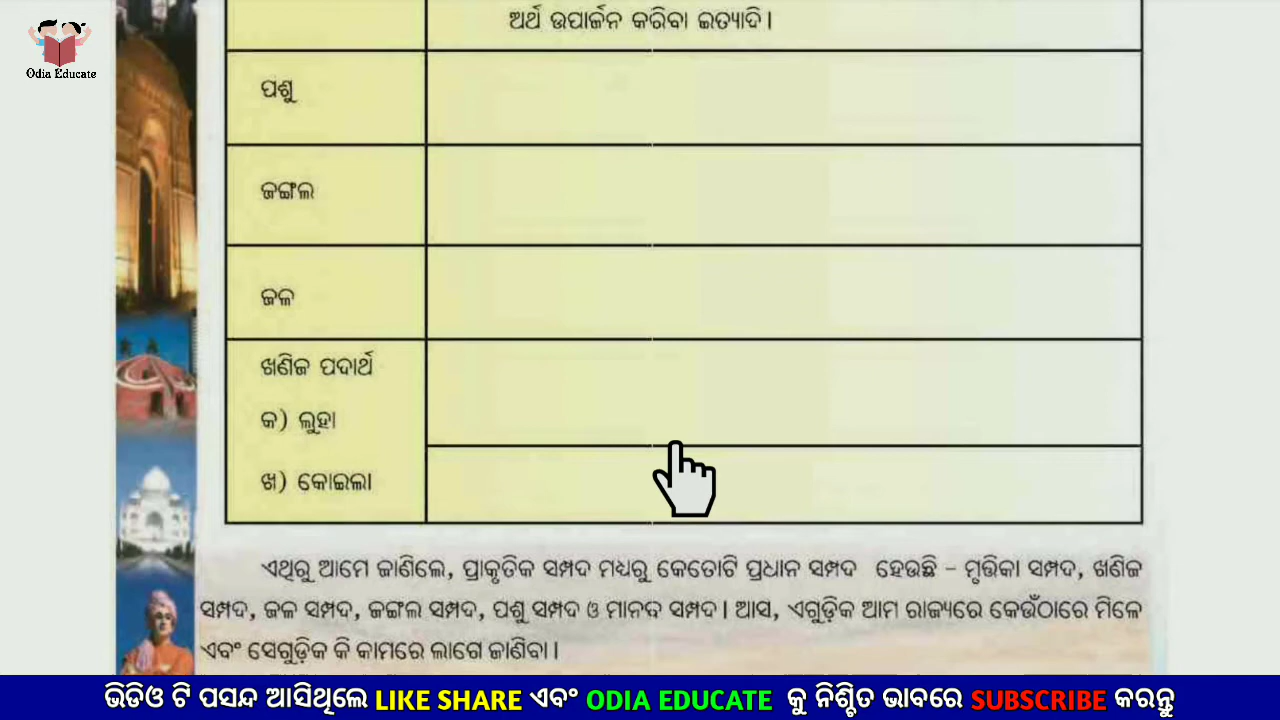 Odia Educate
ଅର୍ଥ ଉପାର୍ଜନ କରିବା ଇତ୍ୟାଦି।
ପଶୁ
ଜଙ୍ଗଲ
ଜଳ
ଖଣିଜ ପଦାର୍ଥ
କ) ଲୁହା
ଖ) କୋଇଲା
ଏଥିରୁ ଆମେ ଜାଣିଲେ, ପ୍ରାକୃତିକ ସମ୍ପଦ ମଧ୍ୟରୁ କେତୋଟି ପ୍ରଧାନ ସମ୍ପଦ ହେଉଛି – ମୃତ୍ତିକା ସମ୍ପଦ, ଖଣିଜ
ସମ୍ପଦ, ଜଳ ସମ୍ପଦ, ଜଙ୍ଗଲ ସମ୍ପଦ, ପଶୁ ସମ୍ପଦ ଓ ମାନବ ସମ୍ପଦ। ଆସ, ଏଗୁଡ଼ିକ ଆମ ରାଜ୍ୟରେ କେଉଁଠାରେ ମିଳେ
ଏବଂ ସେଗୁଡ଼ିକ କି କାମରେ ଲାଗେ ଜାଣିବା।
ଭିଡିଓ ଟି ପସନ୍ଦ ଆସିଥିଲେ LIKE SHARE ଏବଂ ODIA EDUCATE କୁ ନିଶ୍ଚିତ ଭାବରେ SUBSCRIBE କରନ୍ତୁ